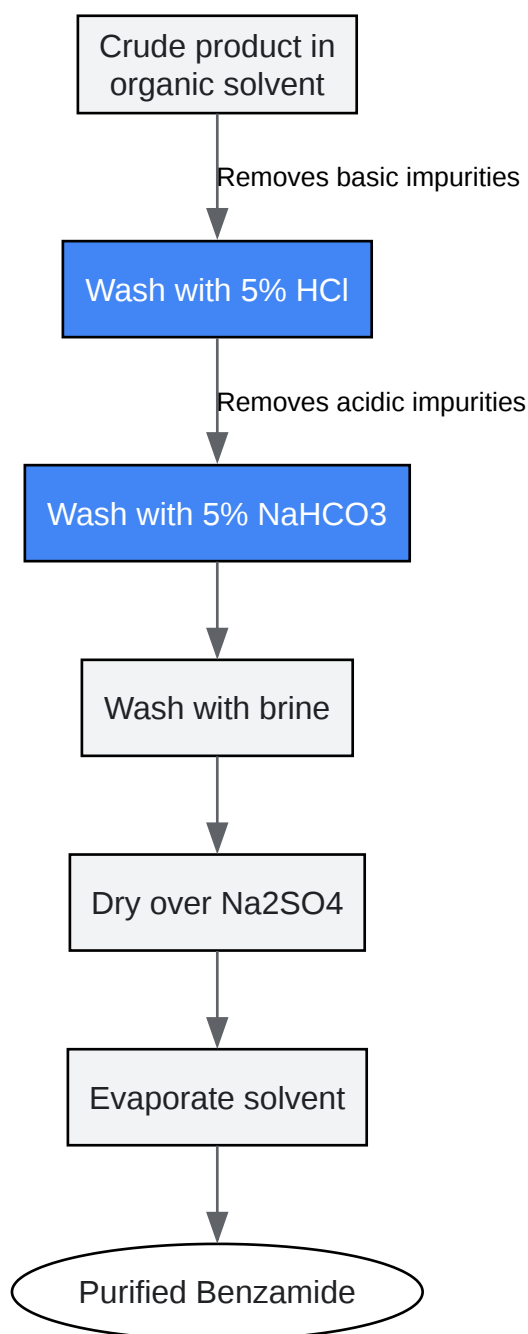 Crude product in
organic solvent
Removes basic impurities
Wash with 5% HCl
Removes acidic impurities
Wash with 5% NaHCO3
Wash with brine
Dry over Na2SO4
Evaporate solvent
Purified Benzamide